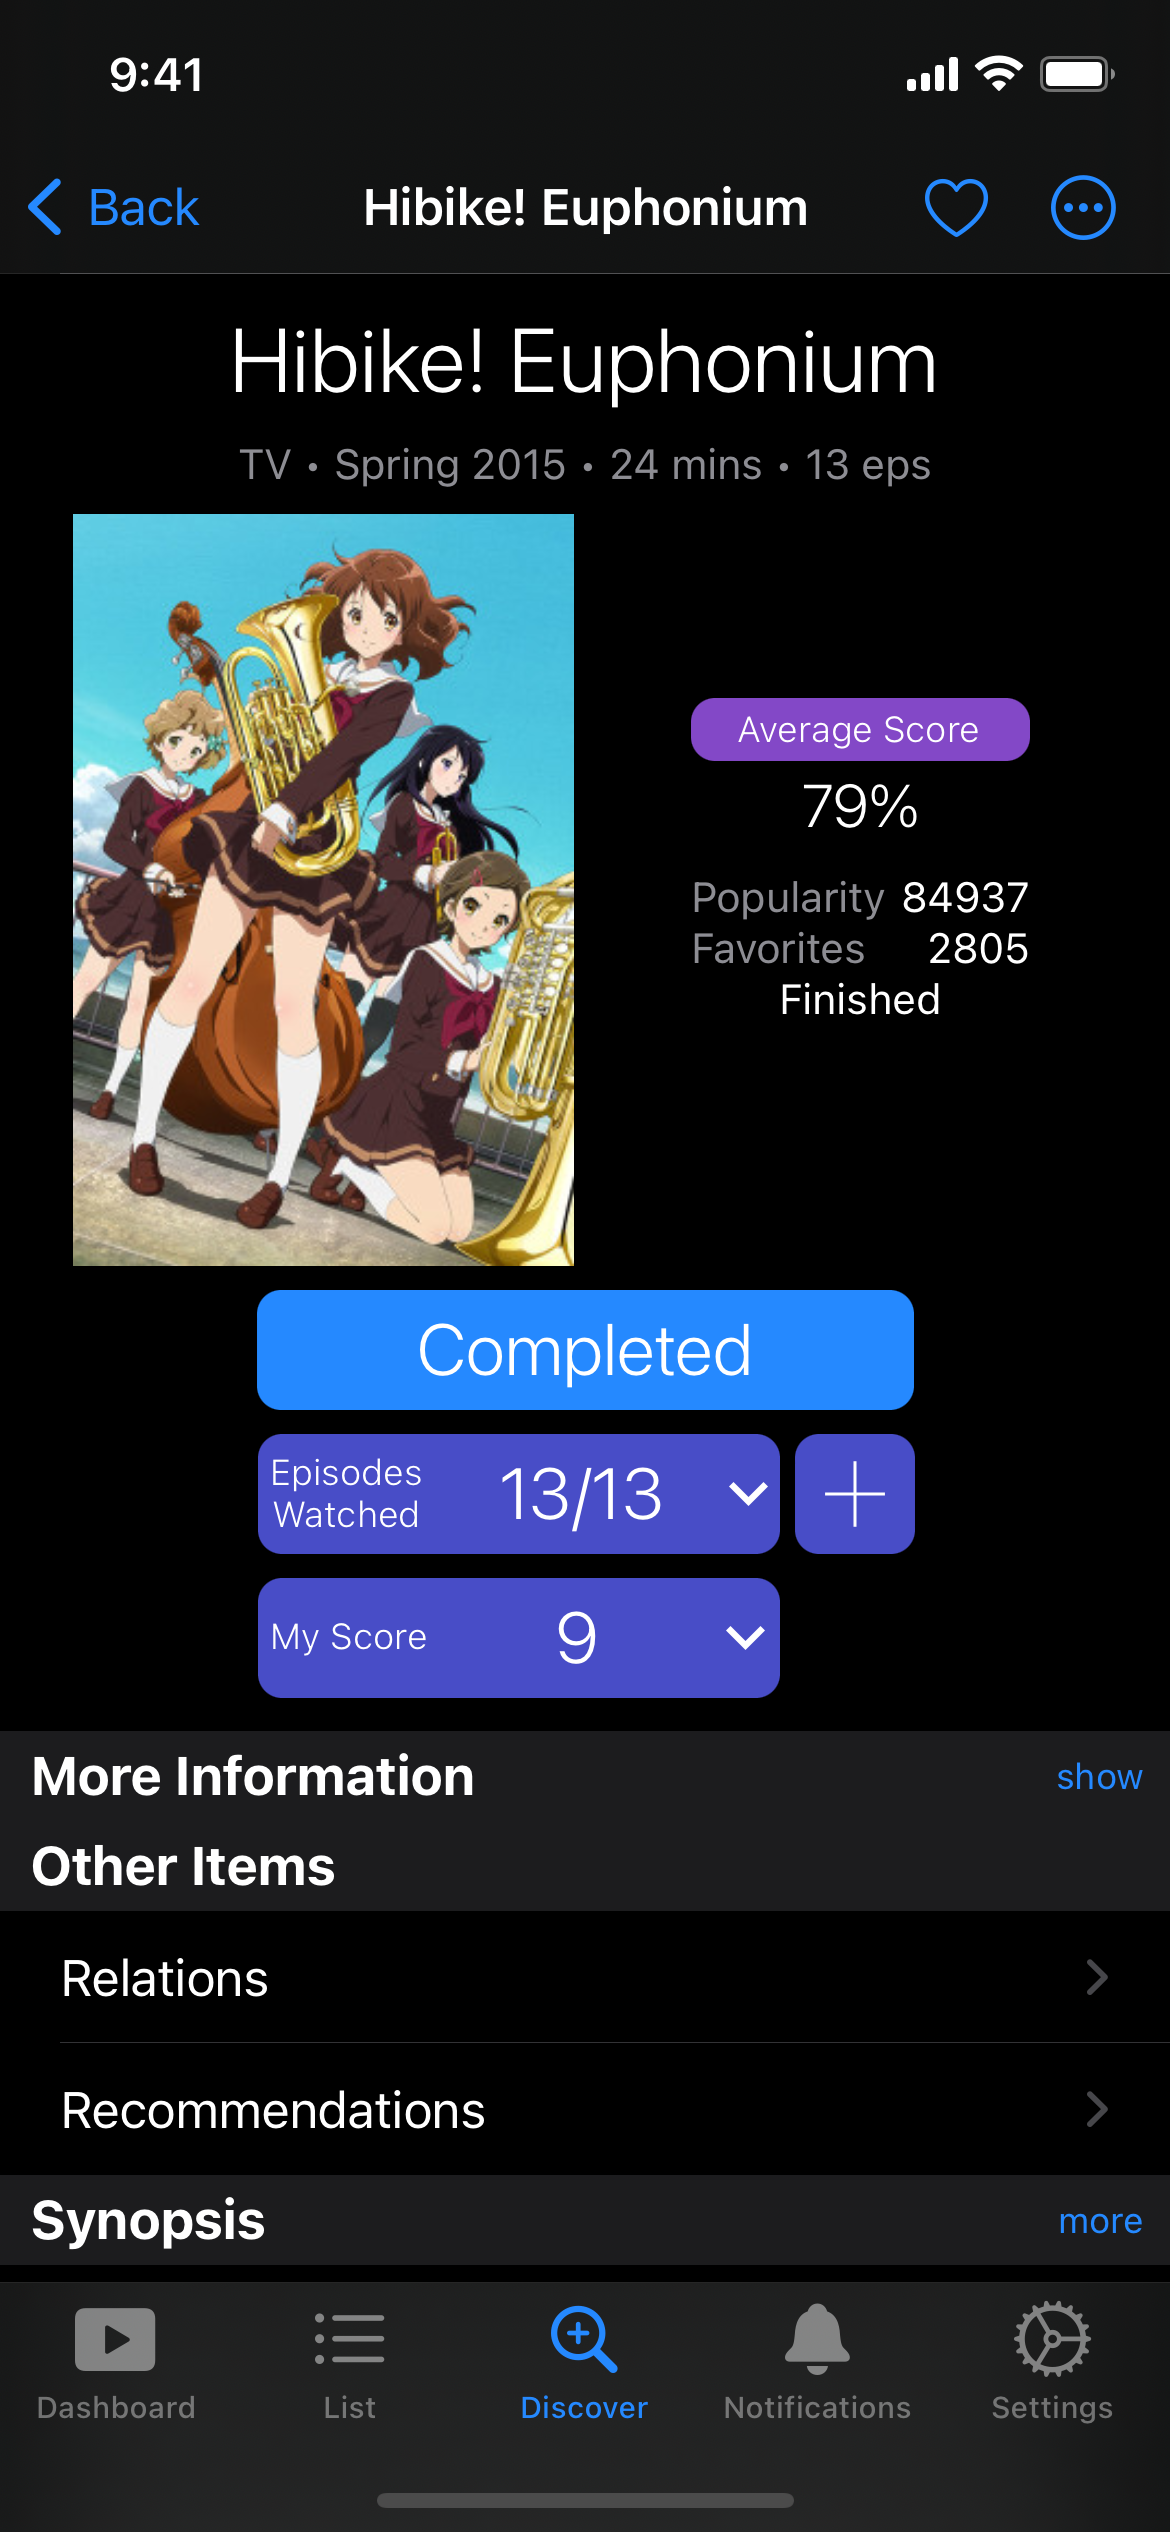 9:41
Back
Hibike! Euphonium
Hibike! Euphonium
TV • Spring 2015 • 24 mins • 13 eps
Average Score
79%
Popularity 84937
Favorites 2805
Finished
Completed
Episodes
Watched
13/13
My Score 9
More Information show
Other Items
Relations
Recommendations
Synopsis more
Dashboard List Discover Notifications Settings